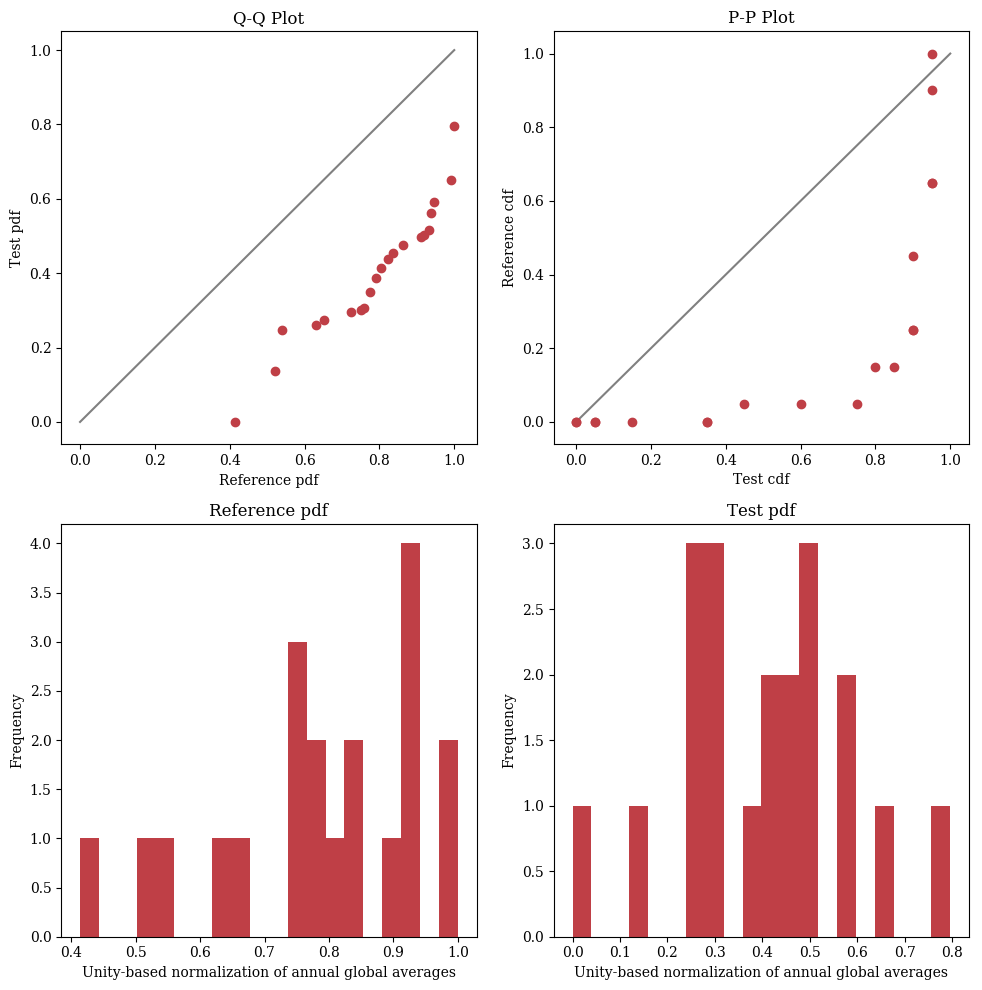 Q-Q Plot
1.0
0.8
0.6
0.4
0.2
0.0
Test pdf
0.0 0.2 0.4 0.6 0.8 1.0
Reference pdf
P-P Plot
1.0
0.8
0.6
0.4
0.2
0.0
Reference cdf
0.0 0.2 0.4 0.6 0.8 1.0
Test cdf
Reference pdf
4.0
3.5
3.0
2.5
2.0
1.5
1.0
0.5
0.0
Frequency
0.4 0.5 0.6 0.7 0.8 0.9 1.0
Unity-based normalization of annual global averages
Test pdf
3.0
2.5
2.0
1.5
1.0
0.5
0.0
Frequency
0.0 0.1 0.2 0.3 0.4 0.5 0.6 0.7 0.8
Unity-based normalization of annual global averages